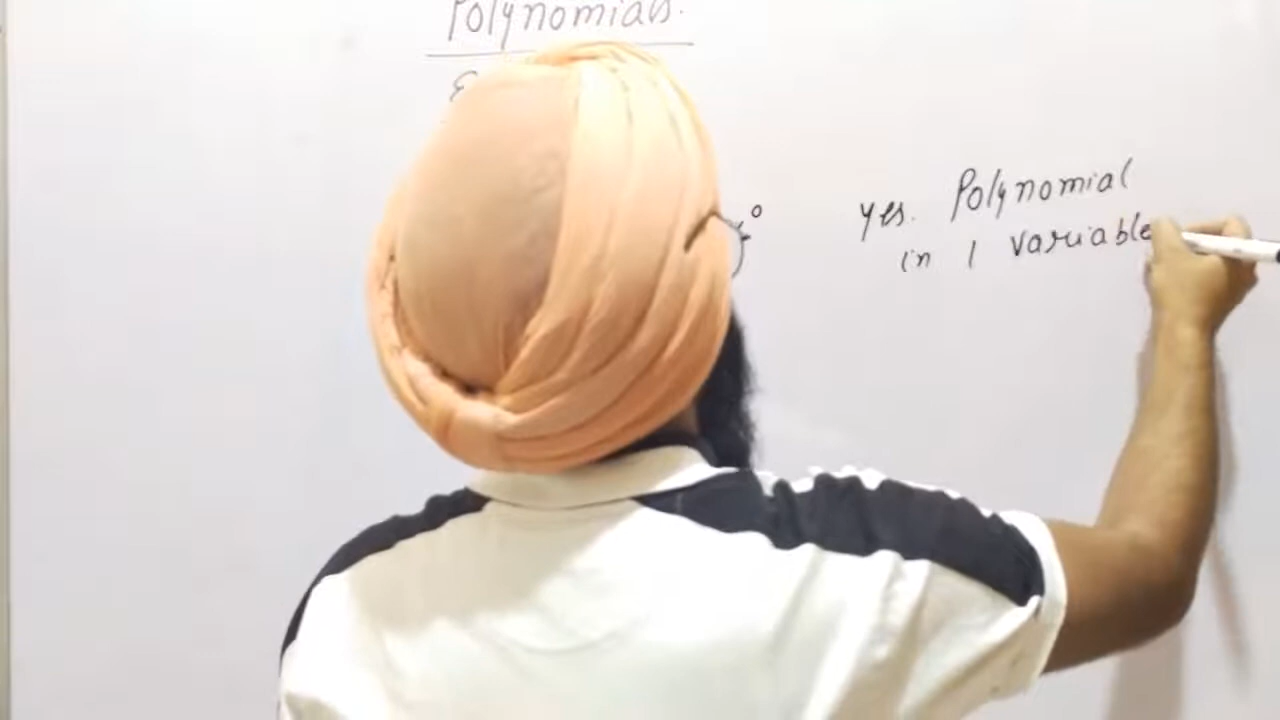 Polynomials.
yes. Polynomial
in 1 variable